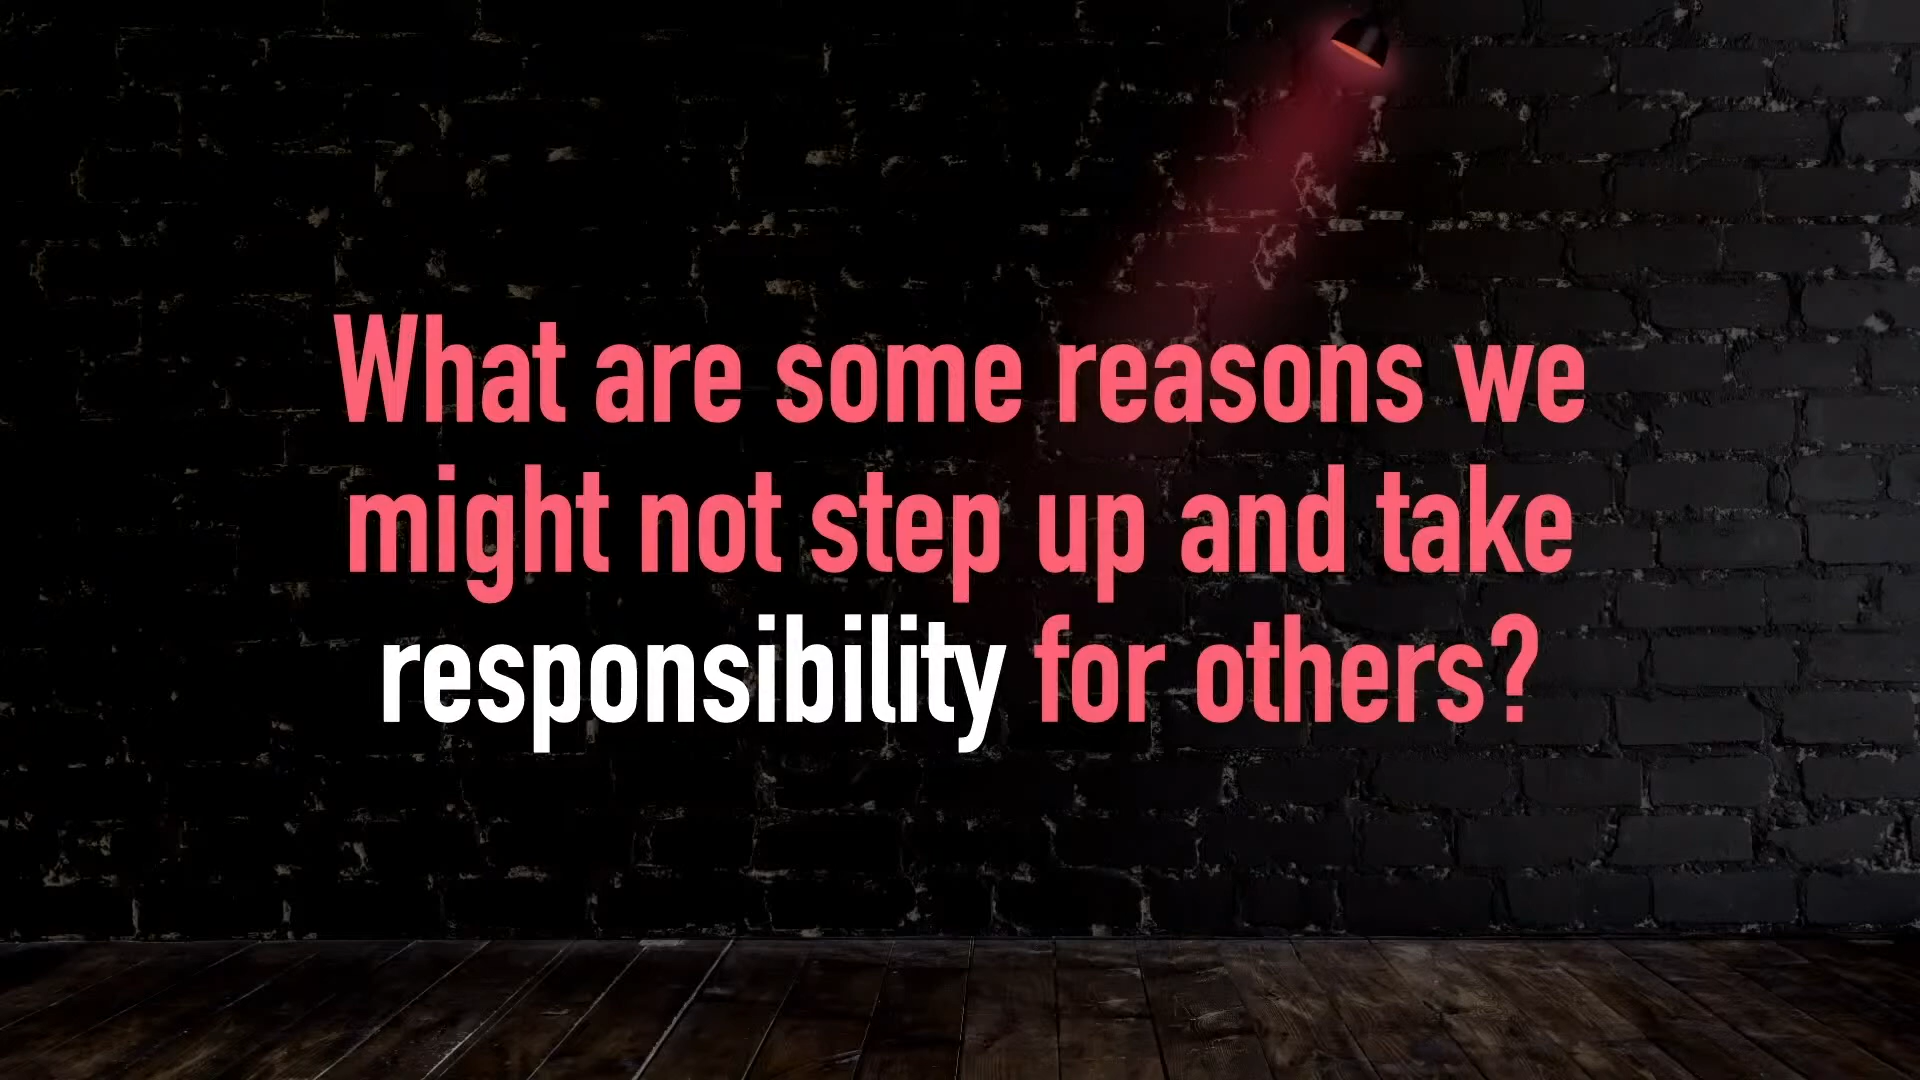 What are some reasons we
might not step up and take
responsibility for others?